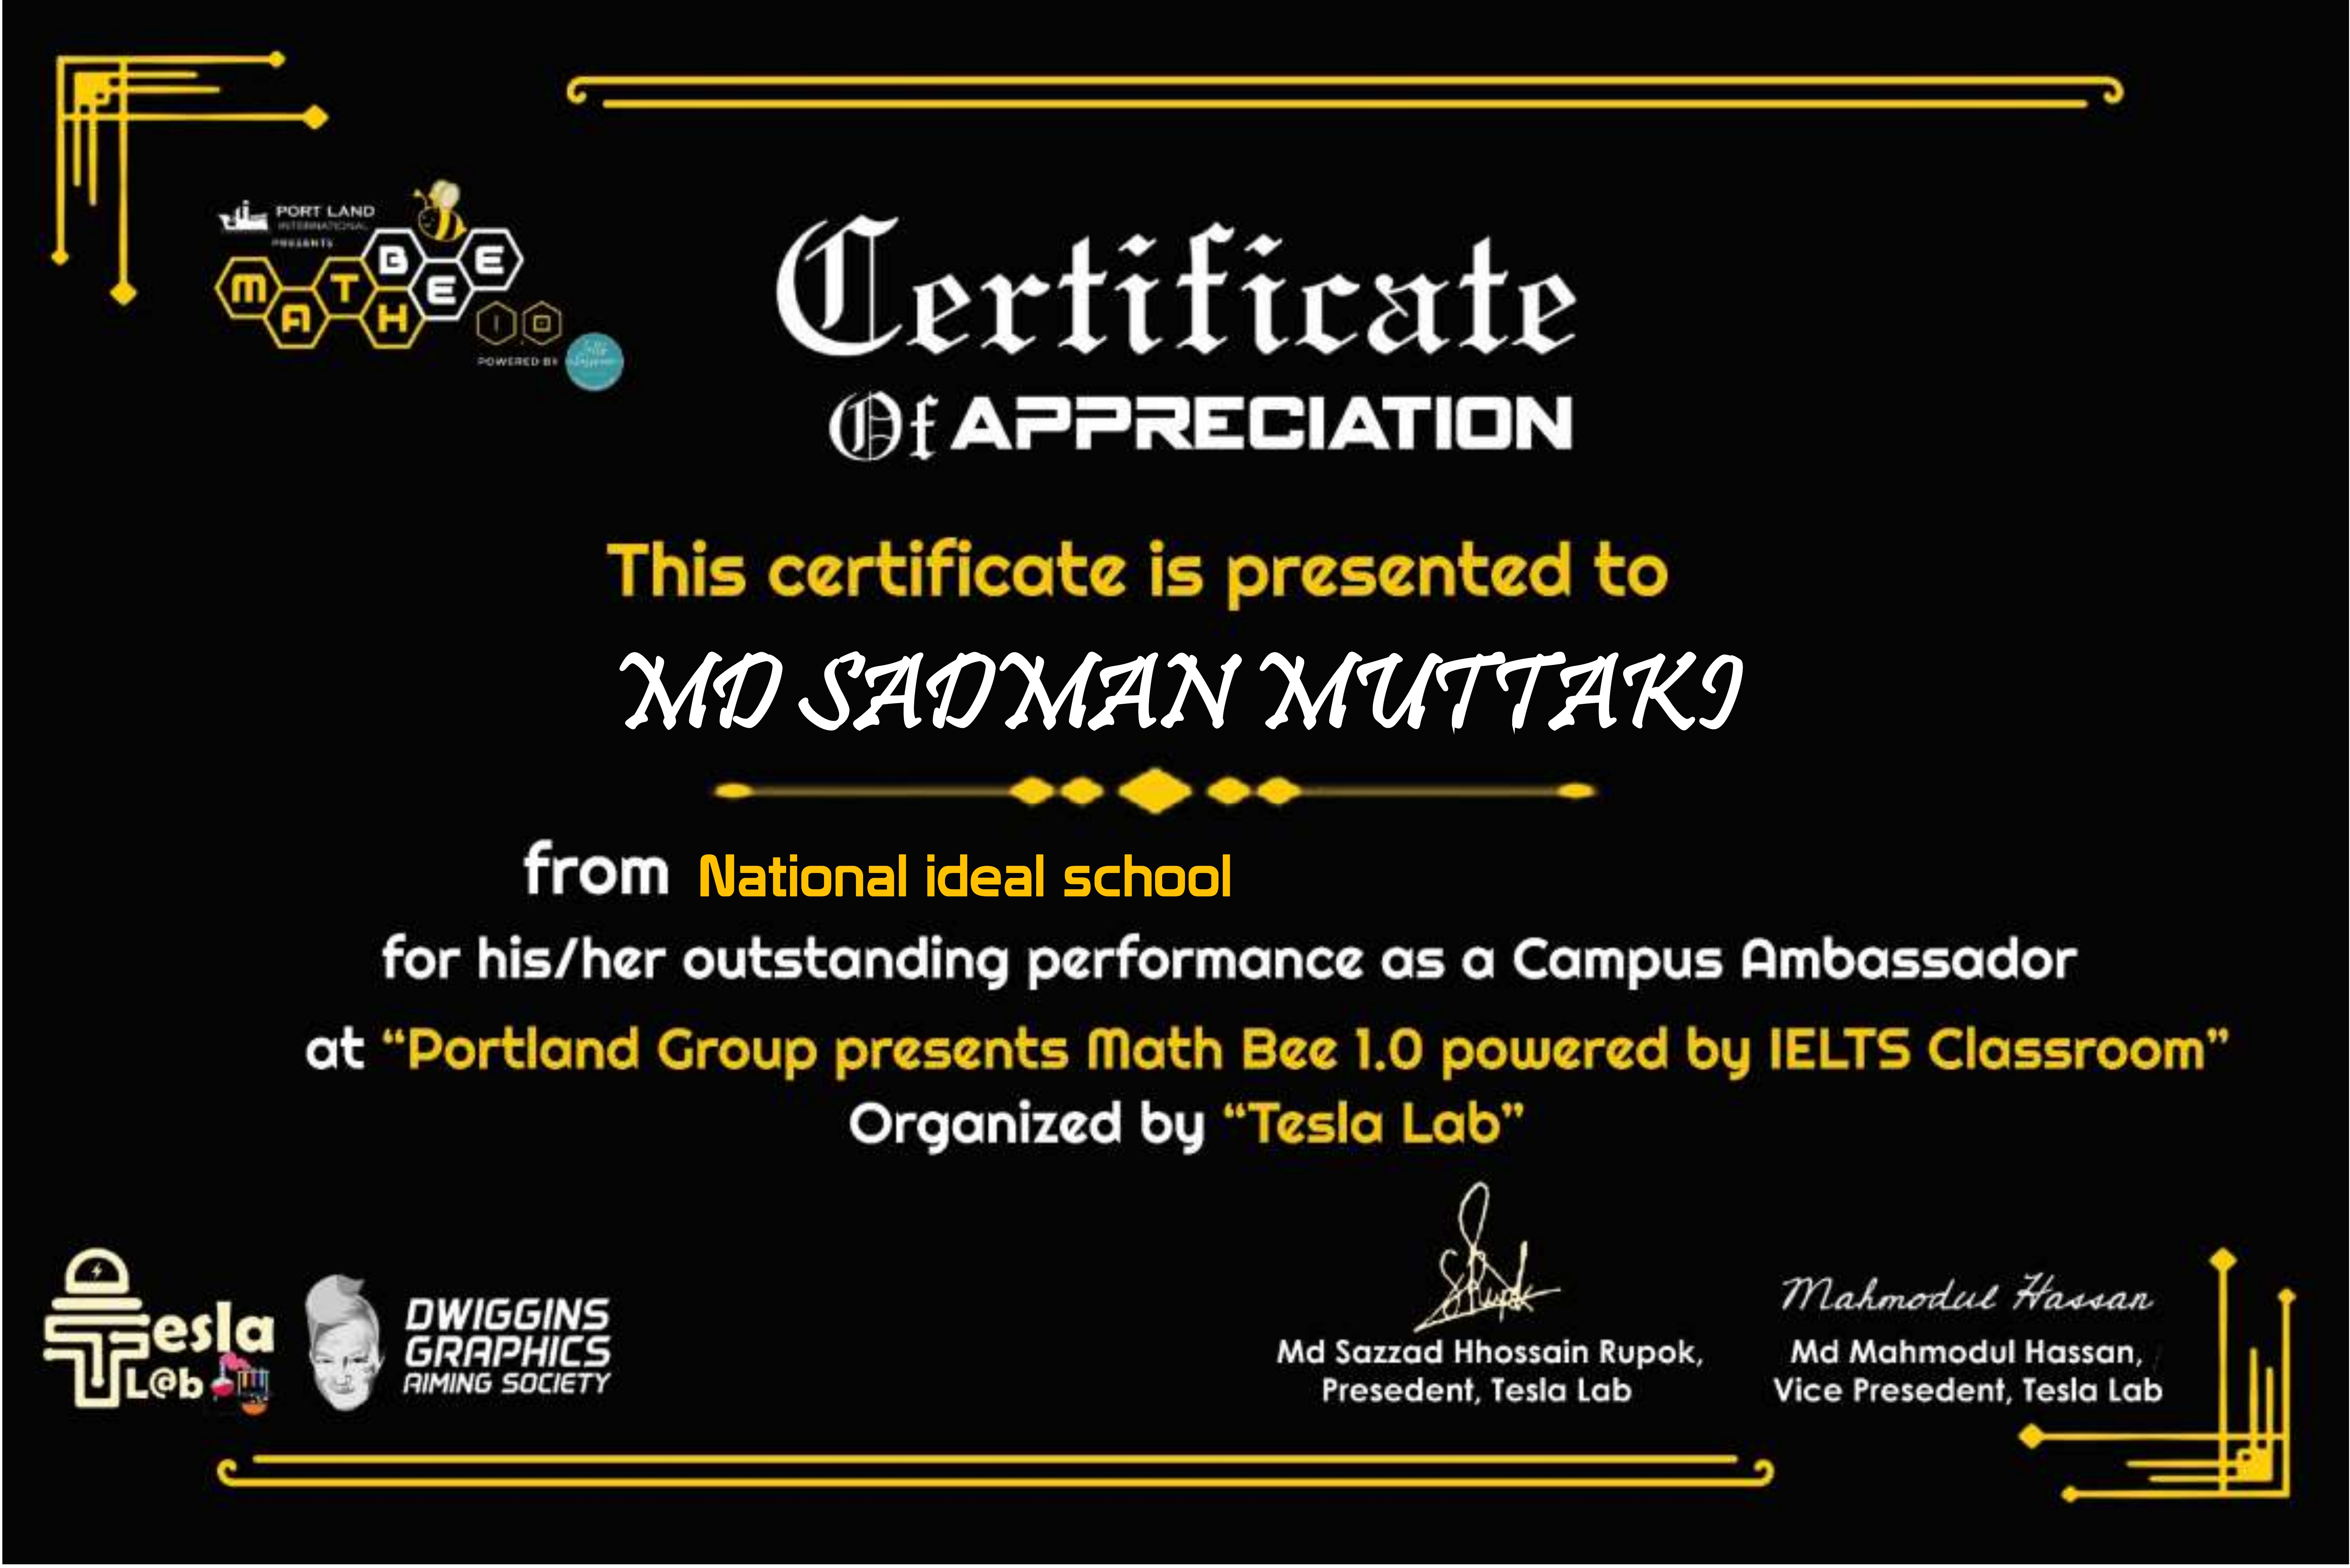 PORT LAND
INTERNATIONAL
PRESENTS
MATH BEE
1.0
POWERED BY
Certificate
Of APPRECIATION
This certificate is presented to
MD SADMAN MUTTAKI
from National ideal school
for his/her outstanding performance as a Campus Ambassador
at “Portland Group presents Math Bee 1.0 powered by IELTS Classroom”
Organized by “Tesla Lab”
Tesla
L@b
DWIGGINS
GRAPHICS
AIMING SOCIETY
Mahmodul Hassan
Md Sazzad Hhossain Rupok,
Presedent, Tesla Lab
Md Mahmodul Hassan,
Vice Presedent, Tesla Lab